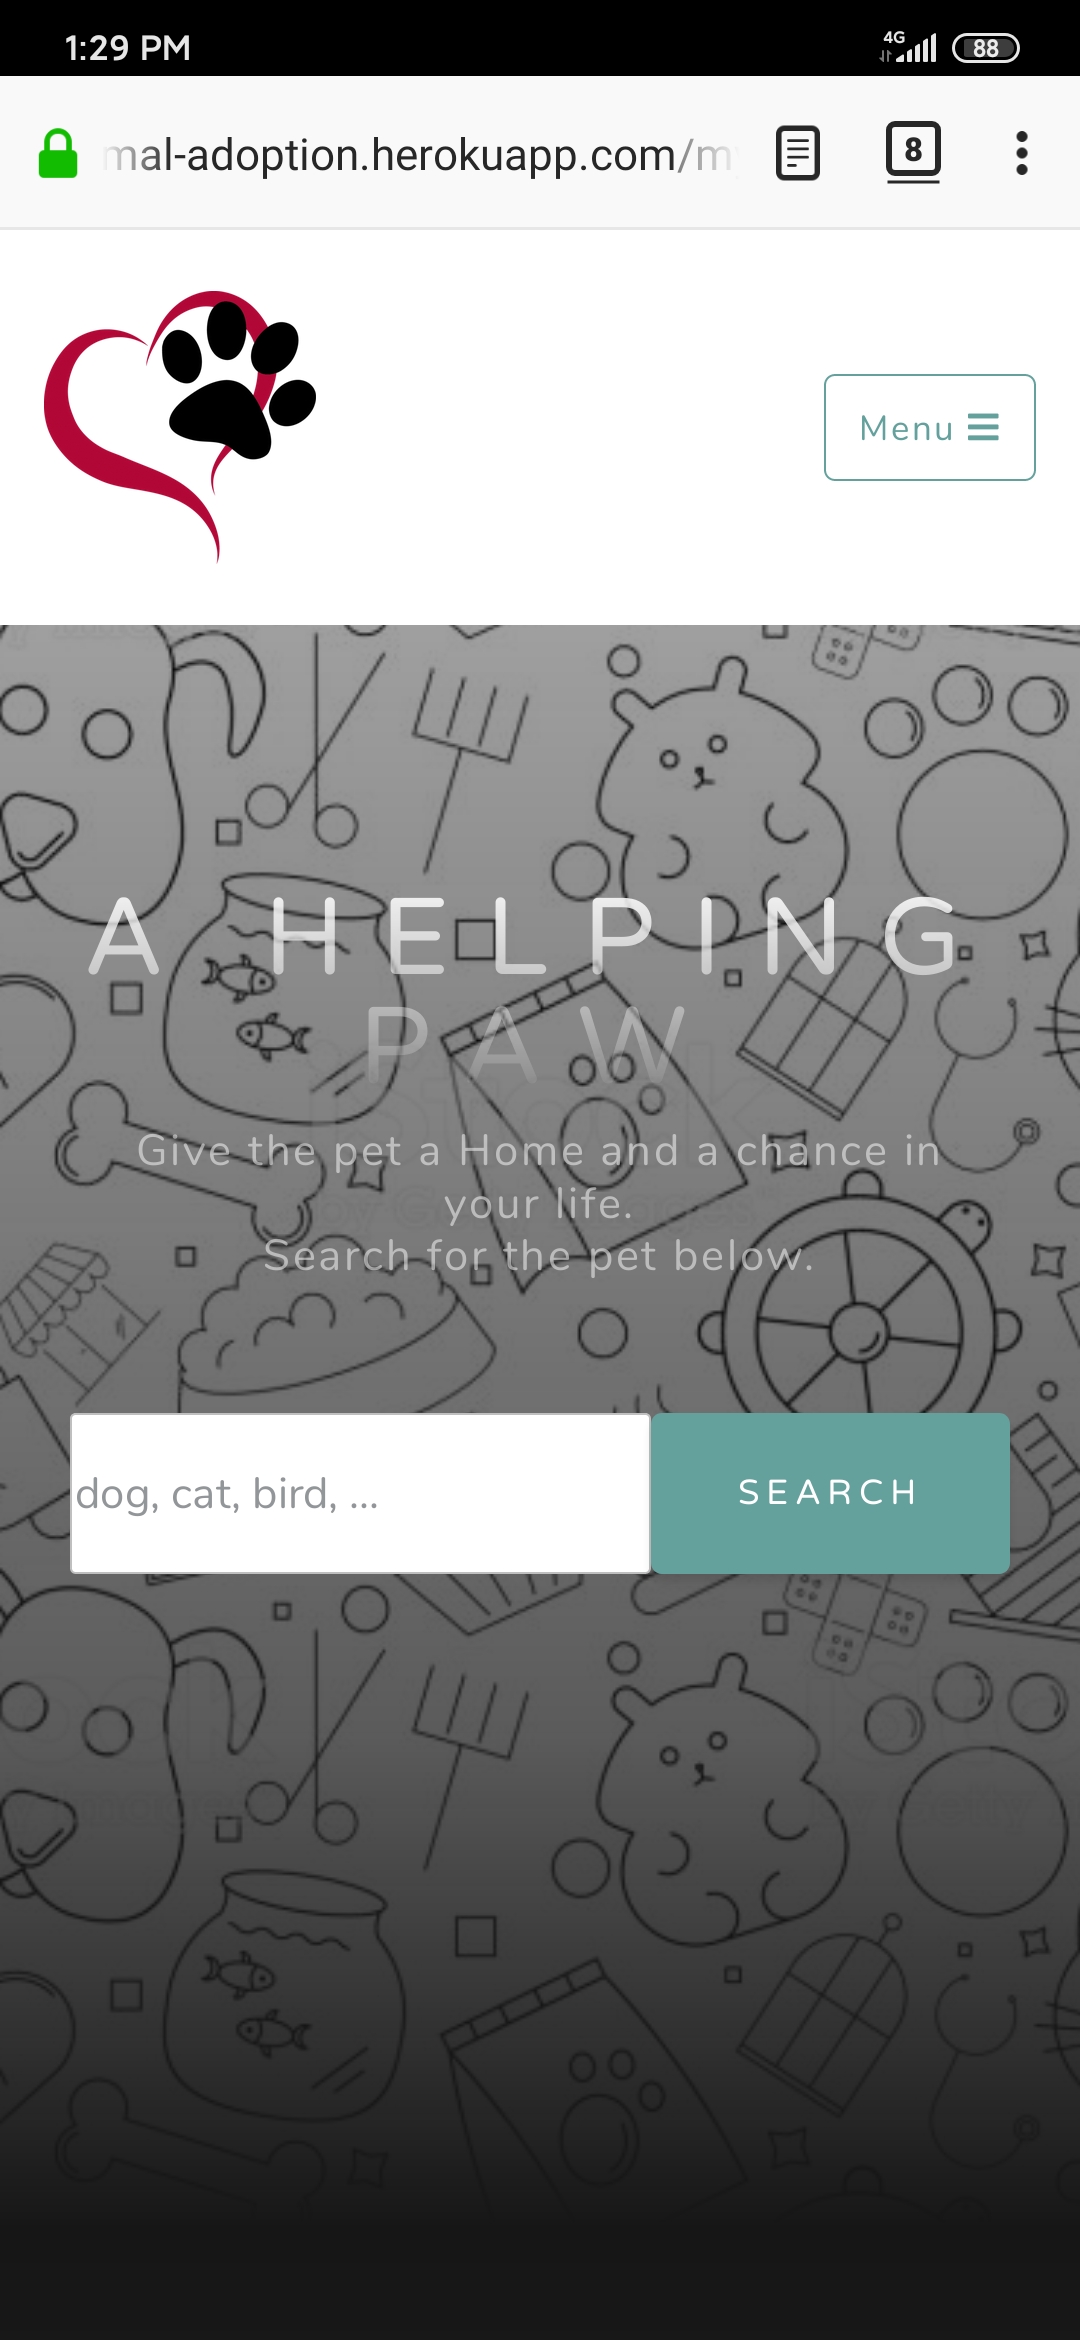 1:29 PM
4G
88
mal-adoption.herokuapp.com/my
8
Menu
A HELPING
PAW
Give the pet a Home and a chance in
your life.
Search for the pet below.
dog, cat, bird, ...
SEARCH